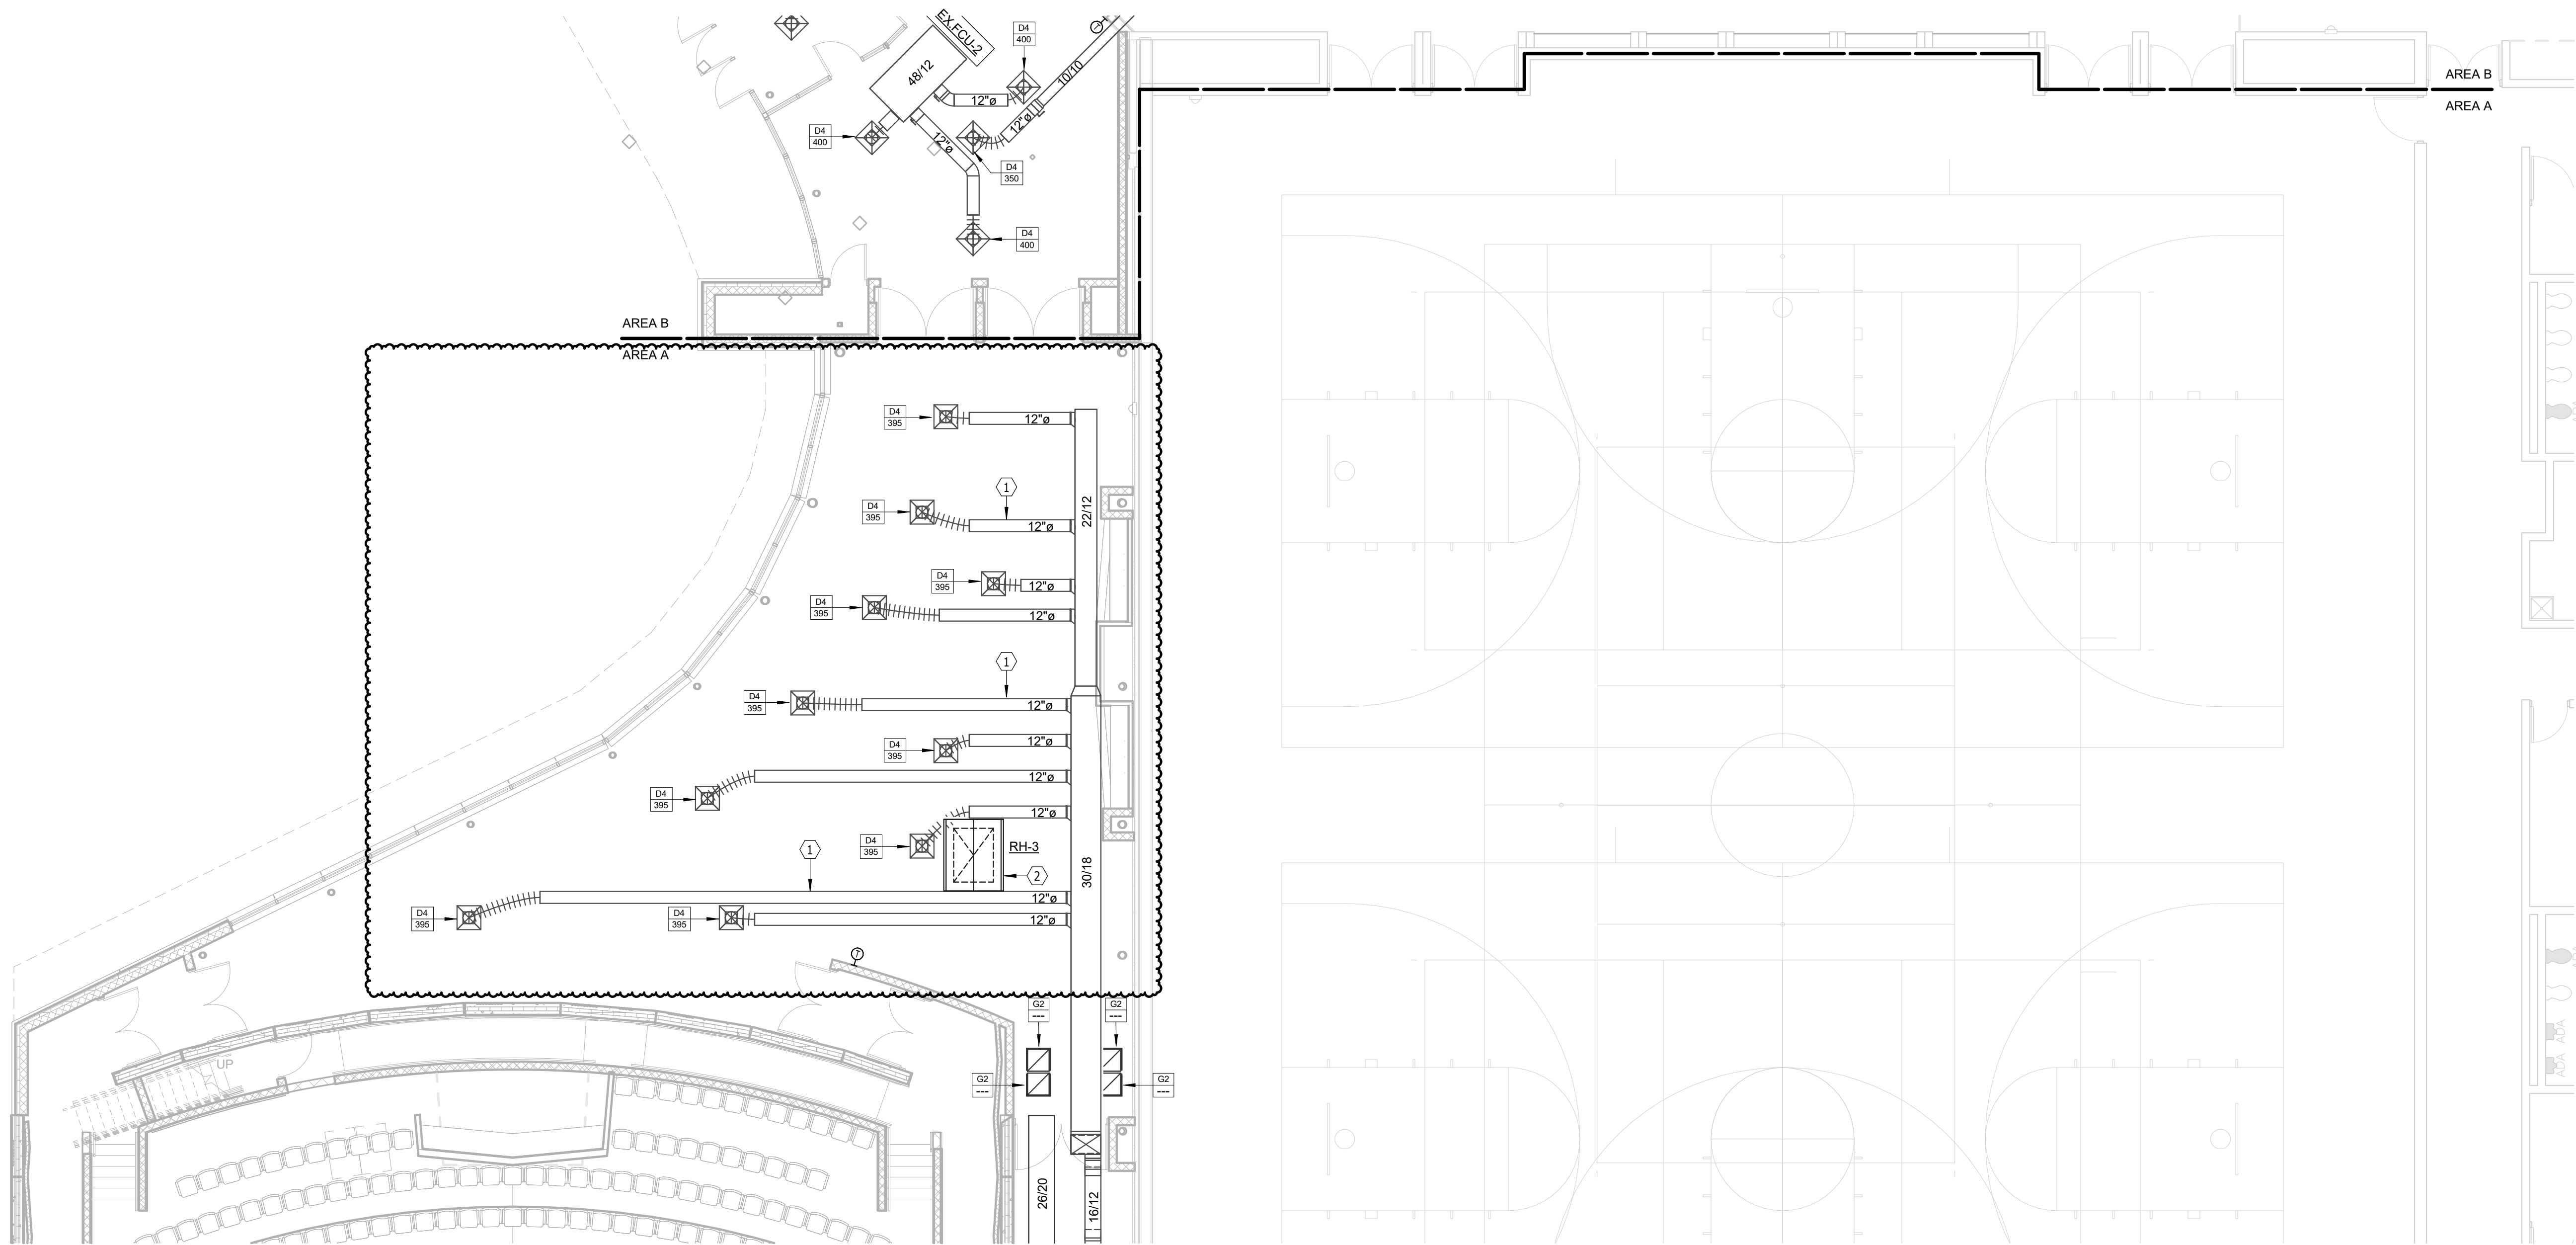 EX.FCU-2
D4
400
T
48/12
10/10
12"ø
12"ø
D4
400
12"ø
D4
350
D4
400
AREA B
AREA A
AREA B
AREA A
D4
395
12"ø
D4
395
1
12"ø
22/12
D4
395
12"ø
D4
395
12"ø
1
D4
395
12"ø
D4
395
12"ø
D4
395
12"ø
12"ø
D4
395
RH-3
1
2
30/18
12"ø
D4
395
D4
395
12"ø
T
G2
---
G2
---
G2
---
G2
---
UP
26/20
16/12
ADA
ADA